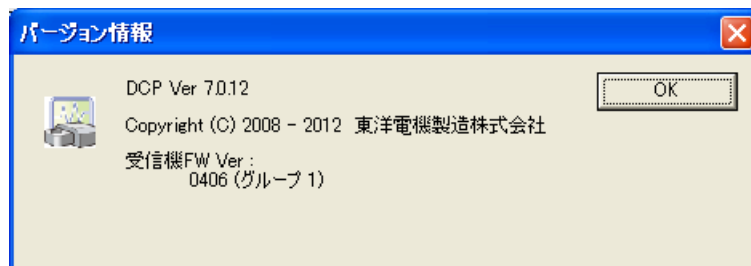 バージョン情報
DCP Ver 7.0.12
OK
Copyright (C) 2008 - 2012 東洋電機製造株式会社
受信機FW Ver :
0406 (グループ 1)